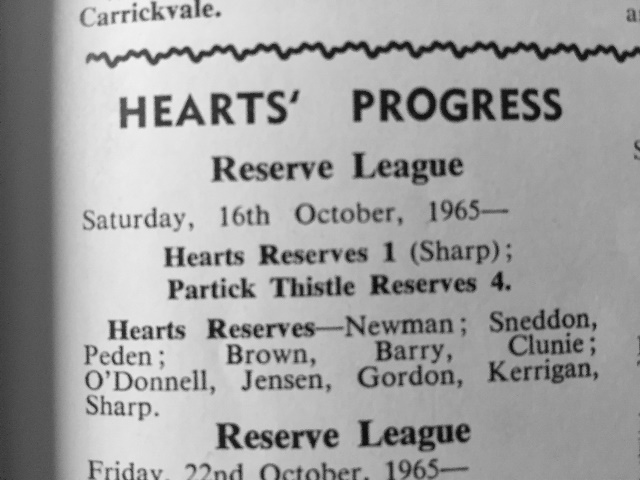 Carrickvale.
HEARTS' PROGRESS
Reserve League
Saturday, 16th October, 1965—
Hearts Reserves 1 (Sharp);
Partick Thistle Reserves 4.
Hearts Reserves—Newman; Sneddon,
Peden; Brown, Barry, Clunie;
O'Donnell, Jensen, Gordon, Kerrigan,
Sharp.
Reserve League
Friday, 22nd October, 1965—